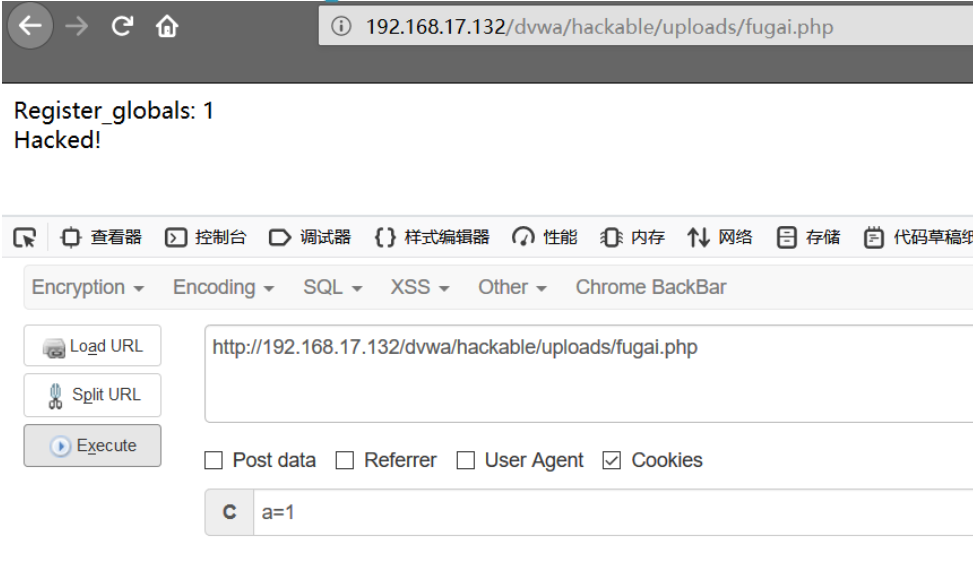 192.168.17.132/dvwa/hackable/uploads/fugai.php
Register_globals: 1
Hacked!
查看器 控制台 调试器 {} 样式编辑器 性能 内存 网络 存储 代码草稿纸
Encryption Encoding SQL XSS Other Chrome BackBar
Load URL http://192.168.17.132/dvwa/hackable/uploads/fugai.php
Split URL
Execute
Post data Referrer User Agent Cookies
C a=1